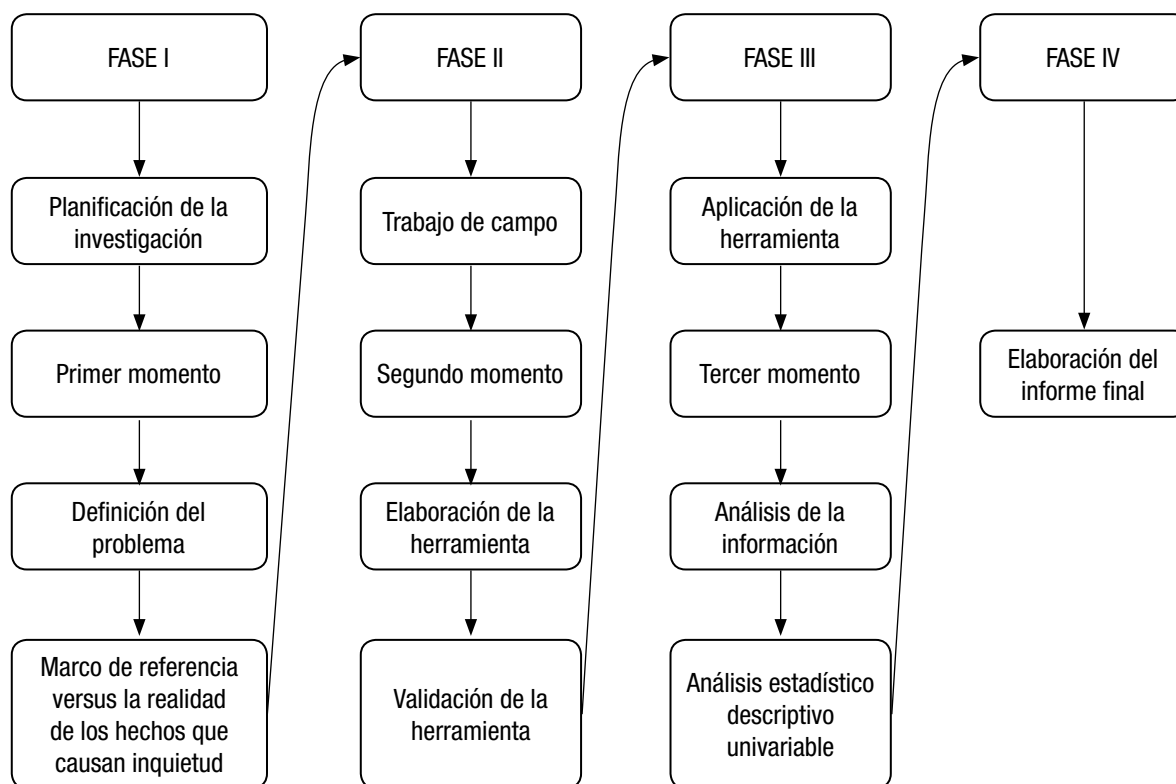 FASE I
Planificación de la
investigación
Primer momento
Definición del
problema
Marco de referencia
versus la realidad
de los hechos que
causan inquietud
FASE II
Trabajo de campo
Segundo momento
Elaboración de la
herramienta
Validación de la
herramienta
FASE III
Aplicación de la
herramienta
Tercer momento
Análisis de la
información
Análisis estadístico
descriptivo
univariable
FASE IV
Elaboración del
informe final